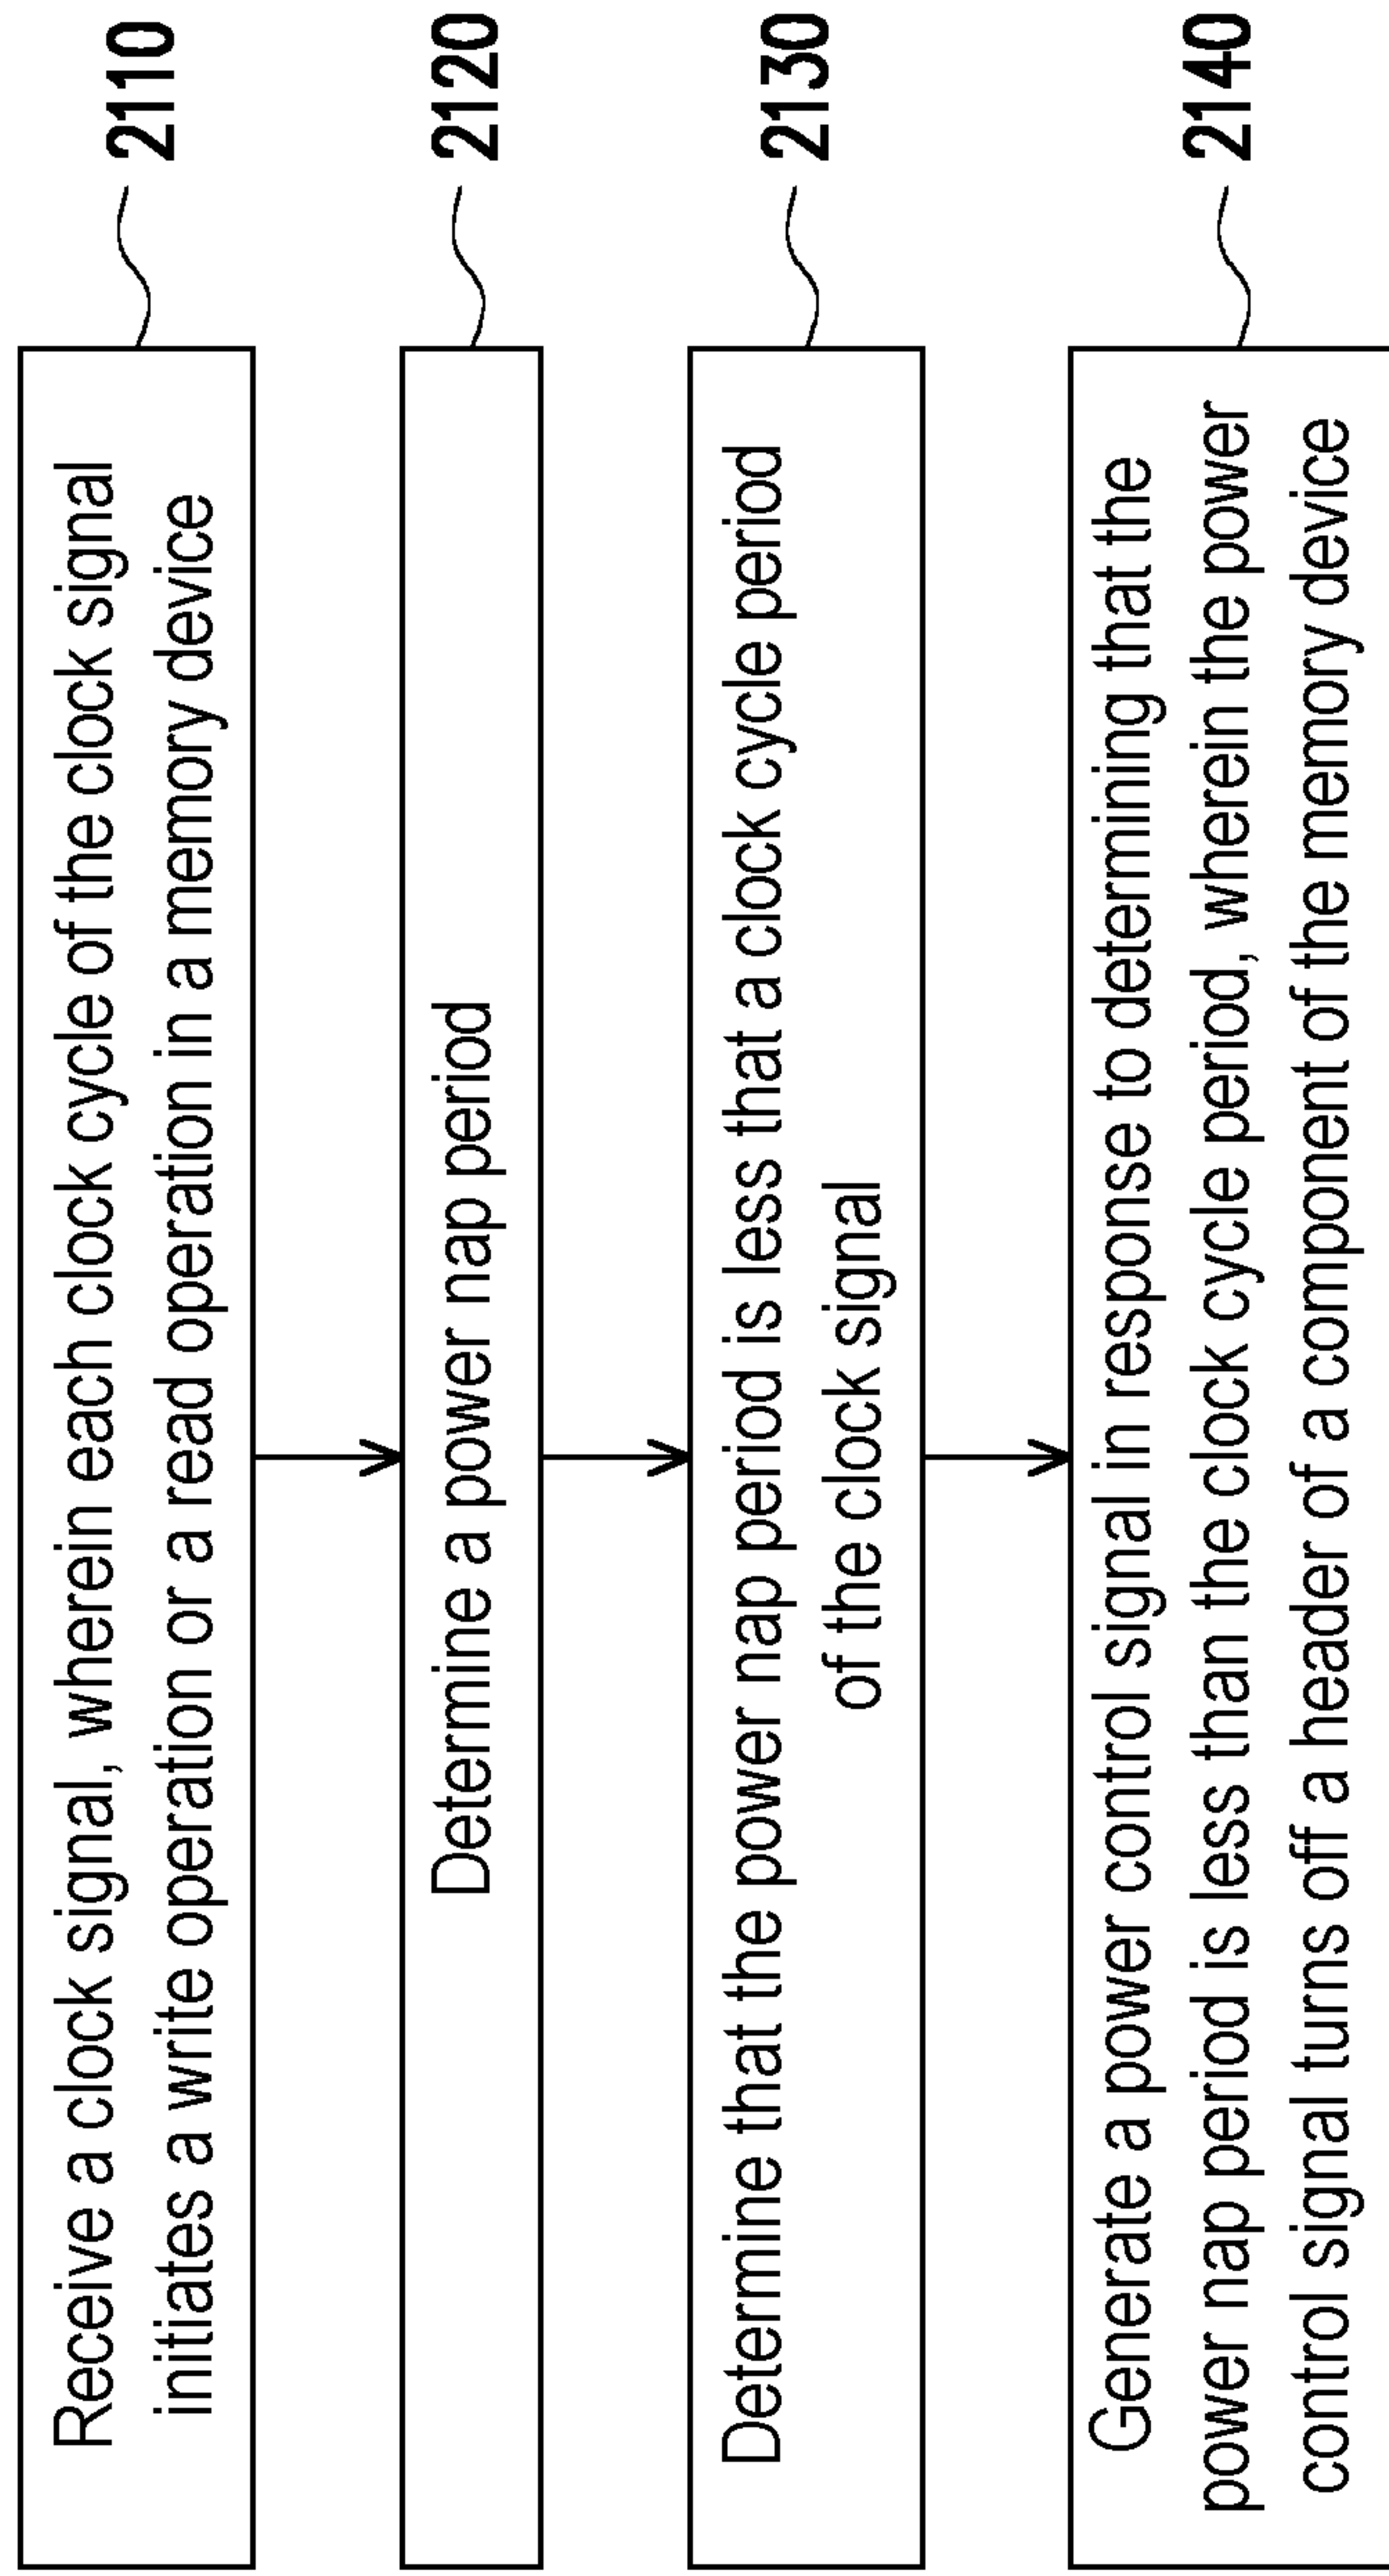 Receive a clock signal, wherein each clock cycle of the clock signal
initiates a write operation or a read operation in a memory device
2110
Determine a power nap period
2120
Determine that the power nap period is less that a clock cycle period
of the clock signal
2130
Generate a power control signal in response to determining that the
power nap period is less than the clock cycle period, wherein the power
control signal turns off a header of a component of the memory device
2140